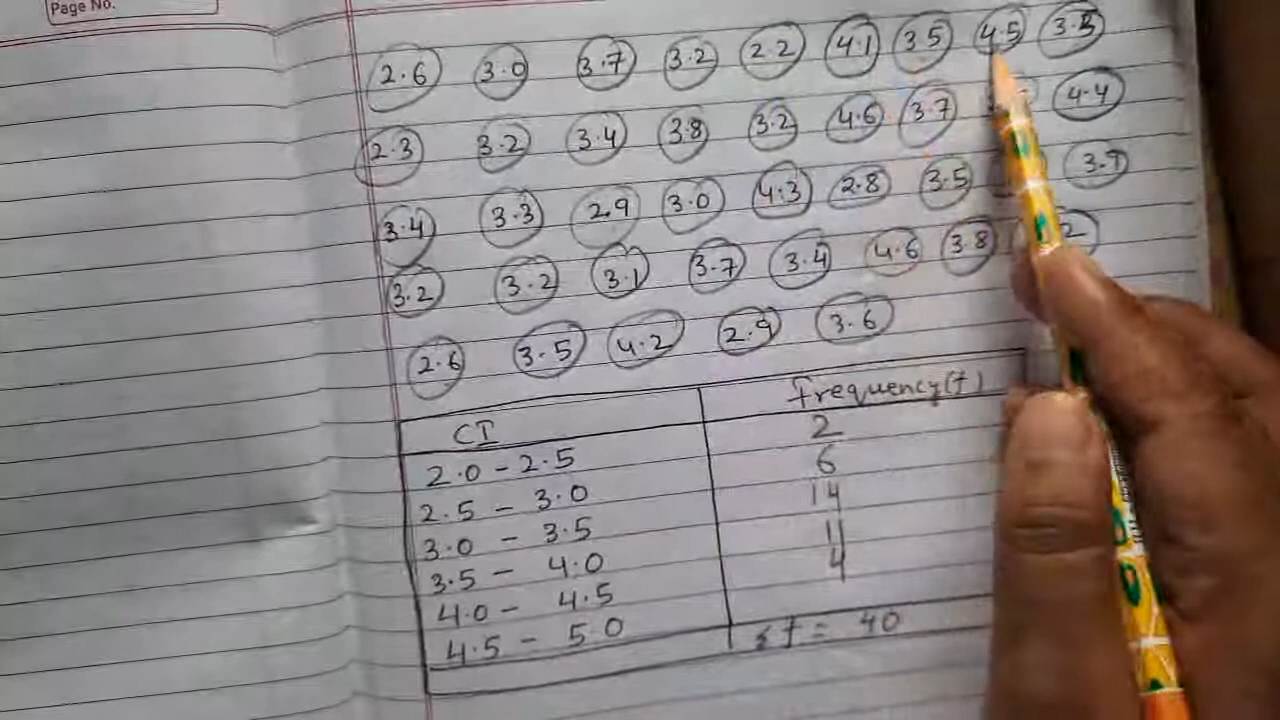 Page No.
2.6 3.0 3.7 3.2 2.2 4.1 3.5 4.5 3.5
2.3 3.2 3.4 3.8 3.2 4.6 3.7 4.4
3.4 3.3 2.9 3.0 4.3 2.8 3.5
3.2 3.2 3.1 3.7 3.4 4.6 3.8
2.6 3.5 4.2 2.9 3.6
CI frequency(f)
2.0 - 2.5 2
2.5 - 3.0 6
3.0 - 3.5 14
3.5 - 4.0 11
4.0 - 4.5 4
4.5 - 5.0
Σf = 40